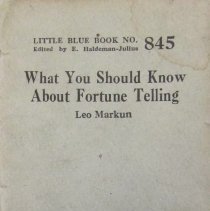 LITTLE BLUE BOOK NO. 845
Edited by E. Haldeman-Julius
What You Should Know
About Fortune Telling
Leo Markun